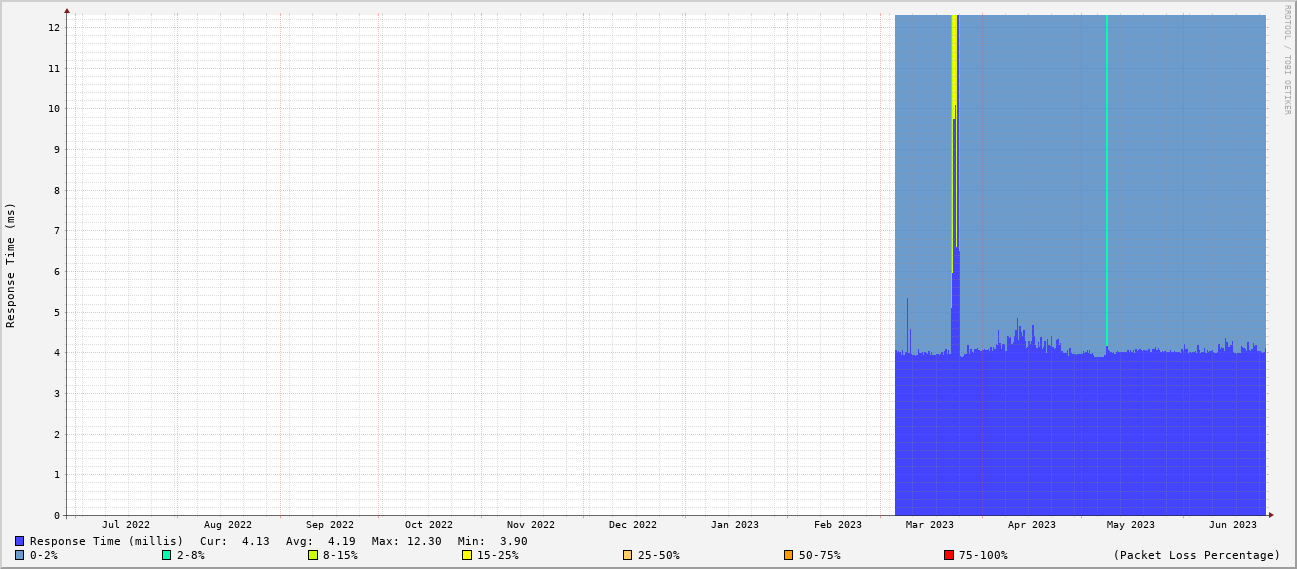 RRDTOOL / TOBI OETIKER
Response Time (ms)
12
11
10
9
8
7
6
5
4
3
2
1
0
Jul 2022 Aug 2022 Sep 2022 Oct 2022 Nov 2022 Dec 2022 Jan 2023 Feb 2023 Mar 2023 Apr 2023 May 2023 Jun 2023
Response Time (millis) Cur: 4.13 Avg: 4.19 Max: 12.30 Min: 3.90
0-2% 2-8% 8-15% 15-25% 25-50% 50-75% 75-100% (Packet Loss Percentage)